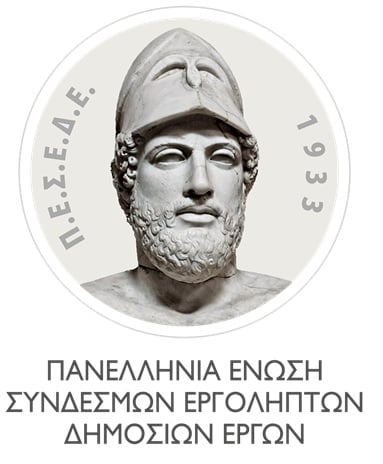 Π.Ε.Σ.Ε.Δ.Ε.
1933
ΠΑΝΕΛΛΗΝΙΑ ΕΝΩΣΗ
ΣΥΝΔΕΣΜΩΝ ΕΡΓΟΛΗΠΤΩΝ
ΔΗΜΟΣΙΩΝ ΕΡΓΩΝ